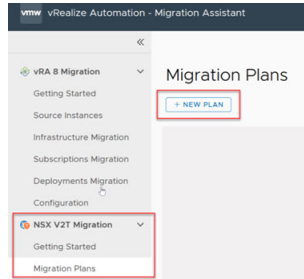 vmw vRealize Automation - Migration Assistant
«
vRA 8 Migration
Getting Started
Source Instances
Infrastructure Migration
Subscriptions Migration
Deployments Migration
Configuration
NSX V2T Migration
Getting Started
Migration Plans
Migration Plans
+ NEW PLAN